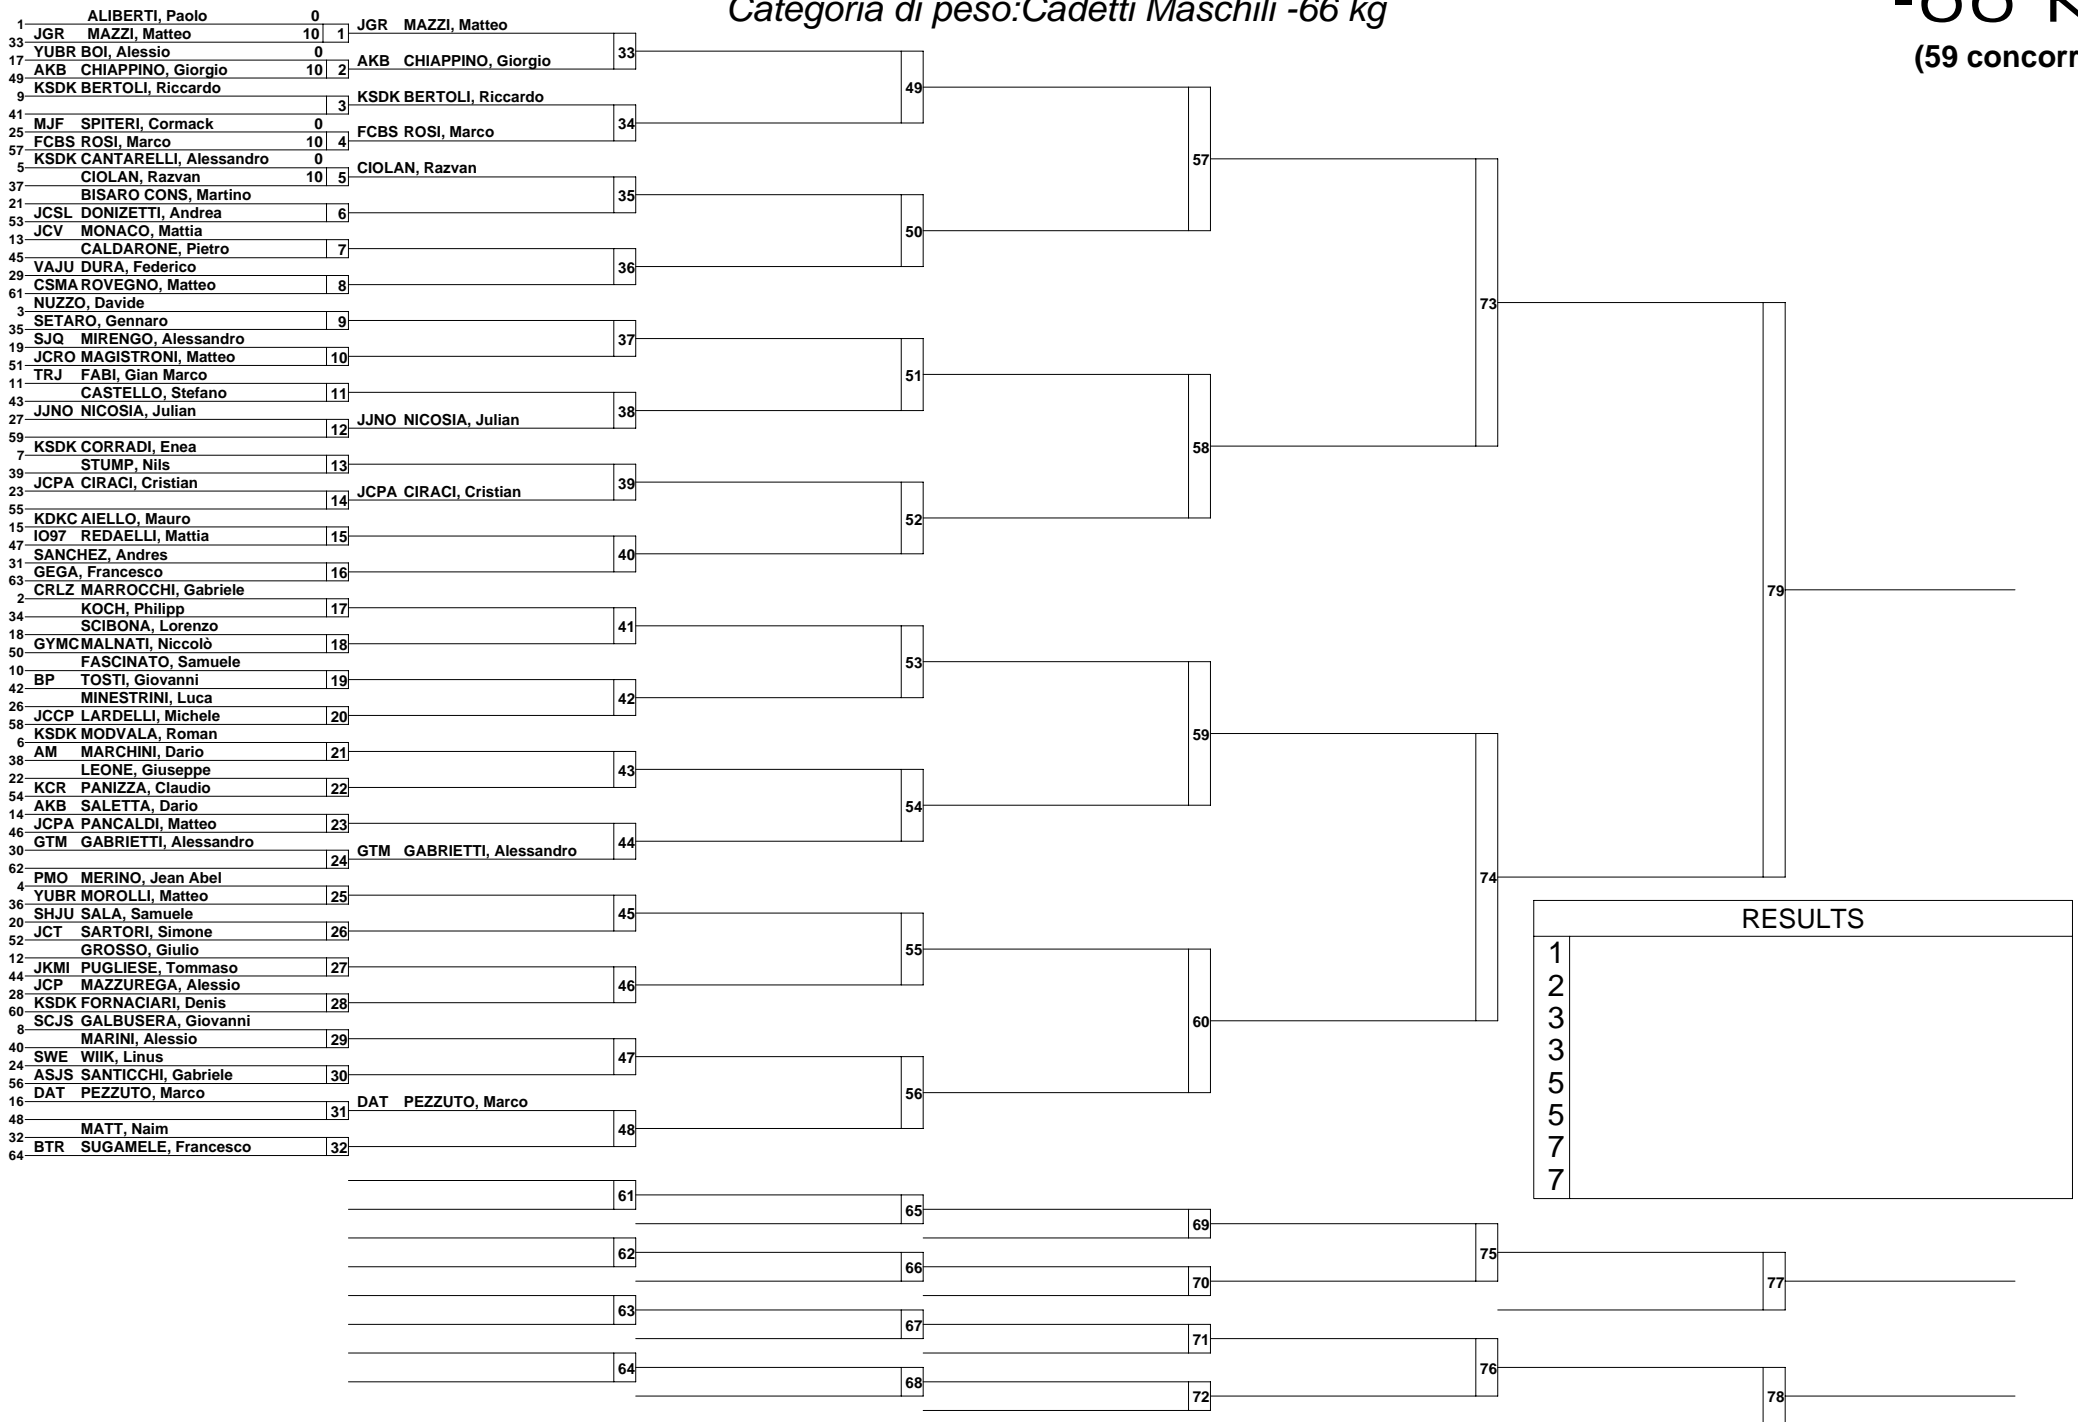 Categoria di peso:Cadetti Maschili -66 kg
(59 concorr
1 ALIBERTI, Paolo 0
33 JGR MAZZI, Matteo 10 1 JGR MAZZI, Matteo
17 YUBR BOI, Alessio 0 33
49 AKB CHIAPPINO, Giorgio 10 2 AKB CHIAPPINO, Giorgio
9 KSDK BERTOLI, Riccardo 49
41 3 KSDK BERTOLI, Riccardo
25 MJF SPITERI, Cormack 0 34
57 FCBS ROSI, Marco 10 4 FCBS ROSI, Marco
5 KSDK CANTARELLI, Alessandro 0 57
37 CIOLAN, Razvan 10 5 CIOLAN, Razvan
21 BISARO CONS, Martino 35
53 JCSL DONIZETTI, Andrea 6
13 JCV MONACO, Mattia 50
45 CALDARONE, Pietro 7
29 VAJU DURA, Federico 36
61 CSMA ROVEGNO, Matteo 8
3 NUZZO, Davide 73
35 SETARO, Gennaro 9
19 SJQ MIRENGO, Alessandro 37
51 JCRO MAGISTRONI, Matteo 10
11 TRJ FABI, Gian Marco 51
43 CASTELLO, Stefano 11
27 JJNO NICOSIA, Julian 38
59 12 JJNO NICOSIA, Julian
7 KSDK CORRADI, Enea 58
39 STUMP, Nils 13
23 JCPA CIRACI, Cristian 39
55 14 JCPA CIRACI, Cristian
15 KDKC AIELLO, Mauro 52
47 IO97 REDAELLI, Mattia 15
31 SANCHEZ, Andres 40
63 GEGA, Francesco 16
2 CRLZ MARROCCHI, Gabriele 79
34 KOCH, Philipp 17
18 SCIBONA, Lorenzo 41
50 GYMC MALNATI, Niccolò 18
10 FASCINATO, Samuele 53
42 BP TOSTI, Giovanni 19
26 MINESTRINI, Luca 42
58 JCCP LARDELLI, Michele 20
6 KSDK MODVALA, Roman 59
38 AM MARCHINI, Dario 21
22 LEONE, Giuseppe 43
54 KCR PANIZZA, Claudio 22
14 AKB SALETTA, Dario 54
46 JCPA PANCALDI, Matteo 23
30 GTM GABRIETTI, Alessandro 44
62 24 GTM GABRIETTI, Alessandro
4 PMO MERINO, Jean Abel 74
36 YUBR MOROLLI, Matteo 25
20 SHJU SALA, Samuele 45
52 JCT SARTORI, Simone 26
12 GROSSO, Giulio 55
44 JKMI PUGLIESE, Tommaso 27
28 JCP MAZZUREGA, Alessio 46
60 KSDK FORNACIARI, Denis 28
8 SCJS GALBUSERA, Giovanni 60
40 MARINI, Alessio 29
24 SWE WIIK, Linus 47
56 ASJS SANTICCHI, Gabriele 30
16 DAT PEZZUTO, Marco 56
48 31 DAT PEZZUTO, Marco
32 MATT, Naim 48
64 BTR SUGAMELE, Francesco 32
RESULTS
1
2
3
3
5
5
7
7
61
65
69
62 75
66
70 77
63
67
71
64 76
68
72 78